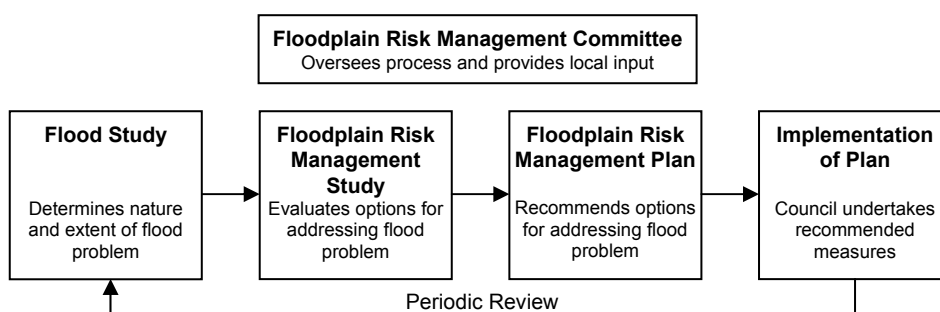 Floodplain Risk Management Committee
Oversees process and provides local input
Flood Study
Determines nature
and extent of flood
problem
Floodplain Risk
Management
Study
Evaluates options for
addressing flood
problem
Floodplain Risk
Management Plan
Recommends options
for addressing flood
problem
Implementation
of Plan
Council undertakes
recommended
measures
Periodic Review